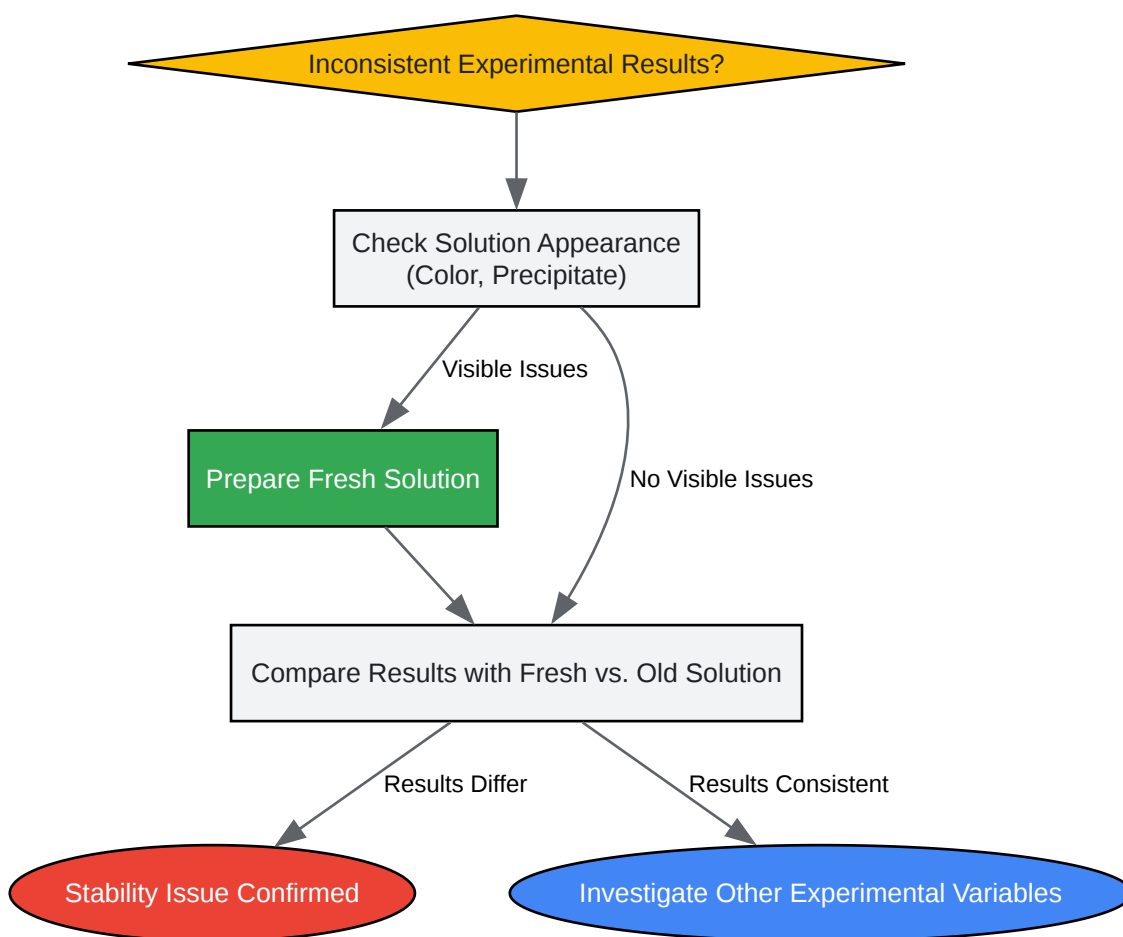 Inconsistent Experimental Results?
Check Solution Appearance
(Color, Precipitate)
Visible Issues
Prepare Fresh Solution
No Visible Issues
Compare Results with Fresh vs. Old Solution
Results Differ
Results Consistent
Stability Issue Confirmed
Investigate Other Experimental Variables